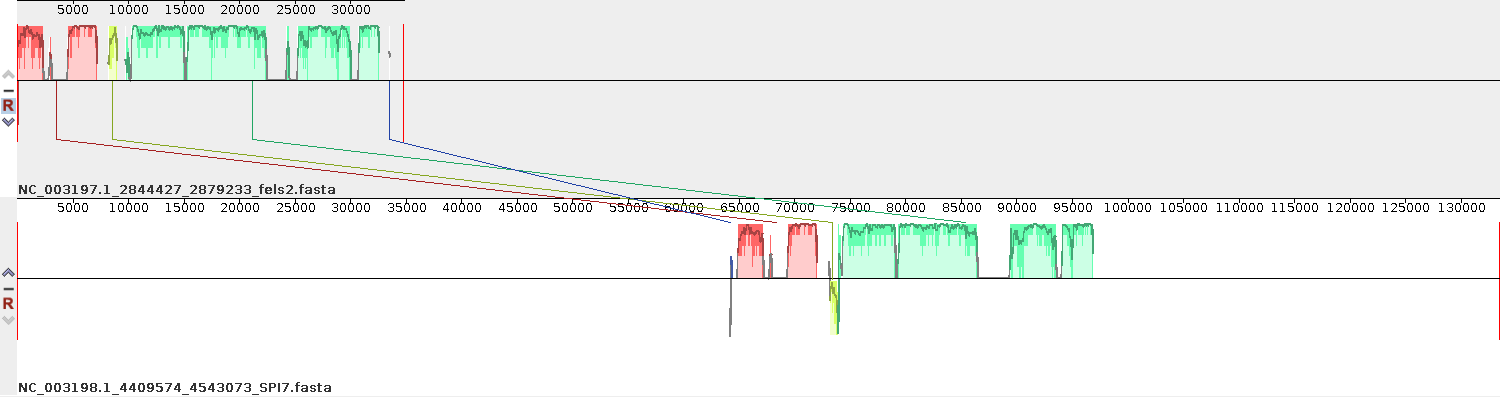 5000 10000 15000 20000 25000 30000
R
NC_003197.1_2844427_2879233_fels2.fasta
5000 10000 15000 20000 25000 30000 35000 40000 45000 50000 55000 60000 65000 70000 75000 80000 85000 90000 95000 100000 105000 110000 115000 120000 125000 130000
R
NC_003198.1_4409574_4543073_SPI7.fasta